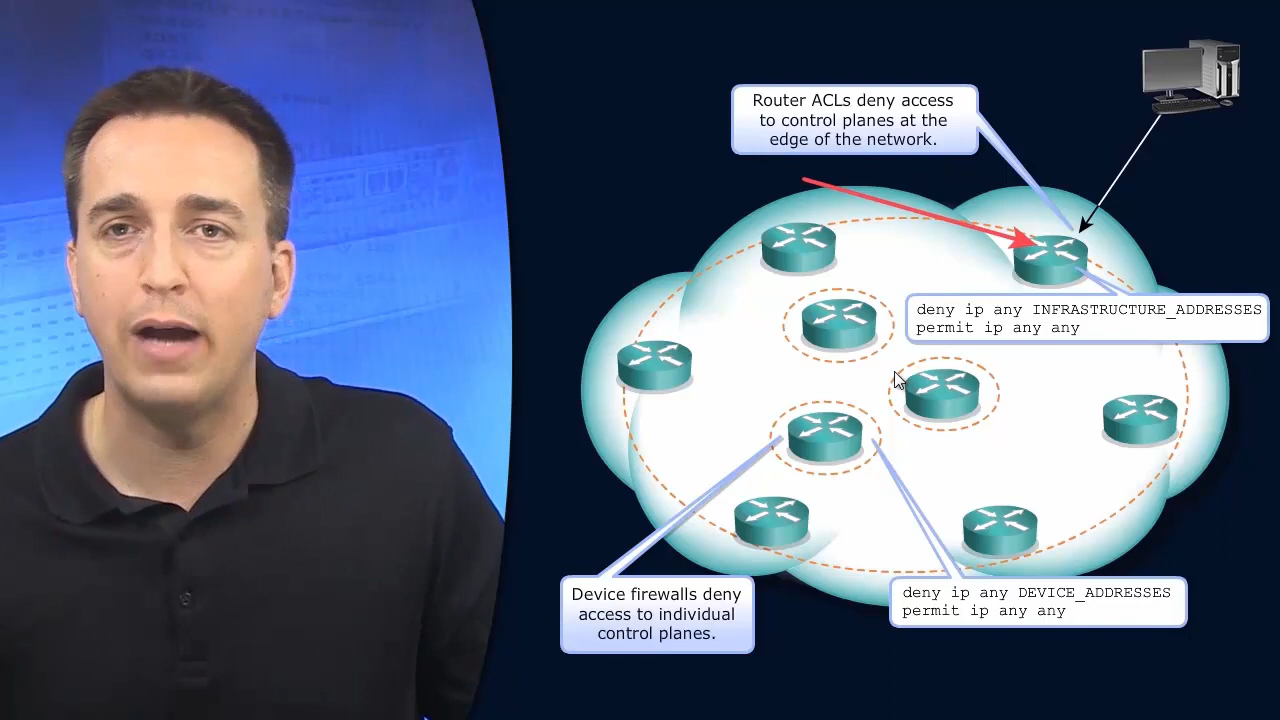 Router ACLs deny access
to control planes at the
edge of the network.
deny ip any INFRASTRUCTURE_ADDRESSES
permit ip any any
Device firewalls deny
access to individual
control planes.
deny ip any DEVICE_ADDRESSES
permit ip any any